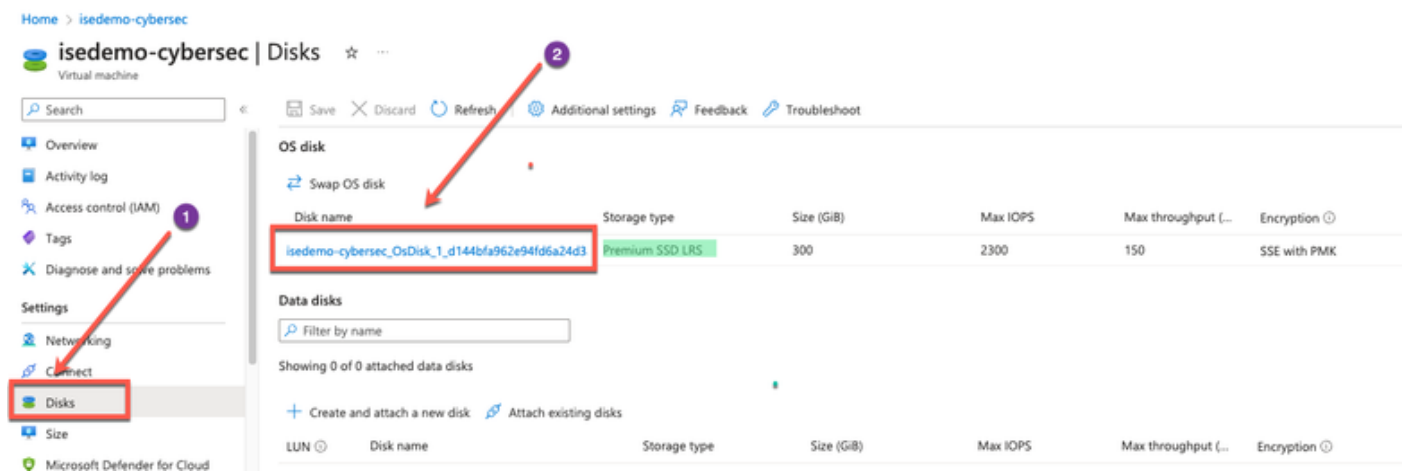 Home > isedemo-cybersec
isedemo-cybersec | Disks
Virtual machine
2
Search
Save Discard Refresh Additional settings Feedback Troubleshoot
Overview
Activity log
Access control (IAM)
Tags
Diagnose and solve problems
Settings
Networking
Connect
Disks
Size
Microsoft Defender for Cloud
1
OS disk
Swap OS disk
Disk name Storage type Size (GiB) Max IOPS Max throughput (... Encryption
isedemo-cybersec_OsDisk_1_d144bfa962e94fd6a24d3 Premium SSD LRS 300 2300 150 SSE with PMK
Data disks
Filter by name
Showing 0 of 0 attached data disks
Create and attach a new disk Attach existing disks
LUN Disk name Storage type Size (GiB) Max IOPS Max throughput (... Encryption